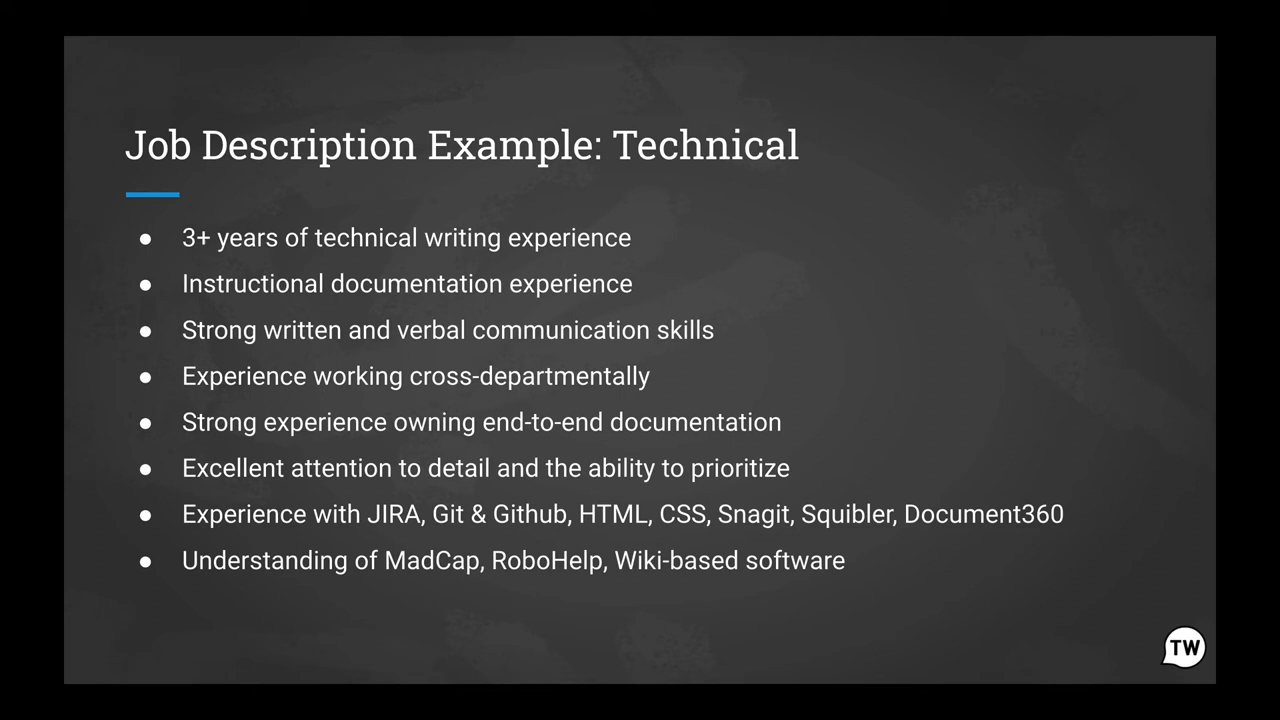 Job Description Example: Technical
● 3+ years of technical writing experience
● Instructional documentation experience
● Strong written and verbal communication skills
● Experience working cross-departmentally
● Strong experience owning end-to-end documentation
● Excellent attention to detail and the ability to prioritize
● Experience with JIRA, Git & Github, HTML, CSS, Snagit, Squibler, Document360
● Understanding of MadCap, RoboHelp, Wiki-based software
TW